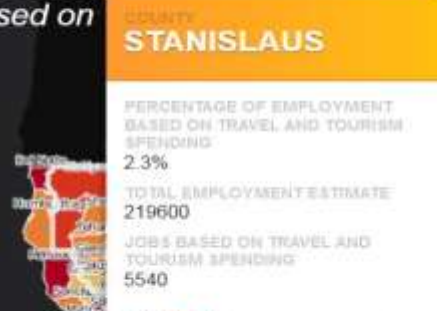 sed on
COUNTY
STANISLAUS
PERCENTAGE OF EMPLOYMENT
BASED ON TRAVEL AND TOURISM
SPENDING
2.3%
TOTAL EMPLOYMENT ESTIMATE
219600
JOBS BASED ON TRAVEL AND
TOURISM SPENDING
5540